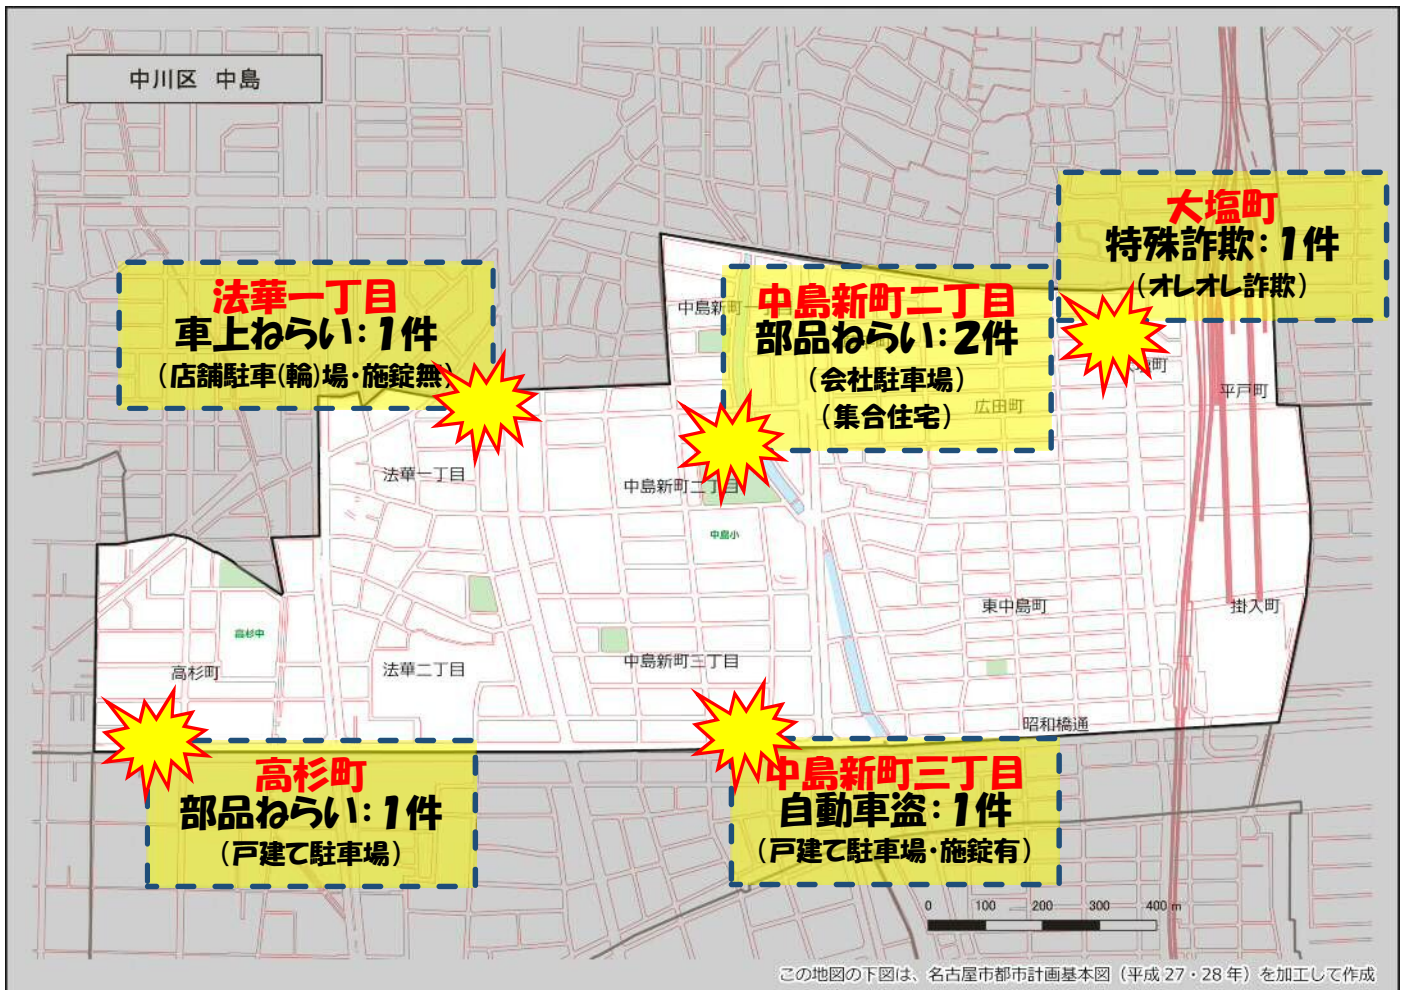 中川区 中島
大塩町
特殊詐欺:1件
(オレオレ詐欺)
法華一丁目
車上ねらい:1件
(店舗駐車(輪)場・施錠無)
中島新町二丁目
部品ねらい:2件
(会社駐車場)
(集合住宅)
中島新町一丁目
広田町
平戸町
法華一丁目
中島新町二丁目
中島小
東中島町
掛入町
高杉中
高杉町
法華二丁目
中島新町三丁目
昭和橋通
高杉町
部品ねらい:1件
(戸建て駐車場)
中島新町三丁目
自動車盗:1件
(戸建て駐車場・施錠有)
0 100 200 300 400 m
この地図の下図は、名古屋市都市計画基本図(平成 27・28 年)を加工して作成